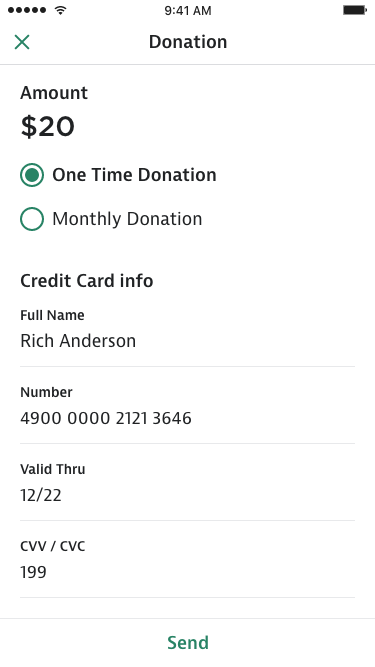 9:41 AM
Donation
Amount
$20
One Time Donation
Monthly Donation
Credit Card info
Full Name
Rich Anderson
Number
4900 0000 2121 3646
Valid Thru
12/22
CVV / CVC
199
Send